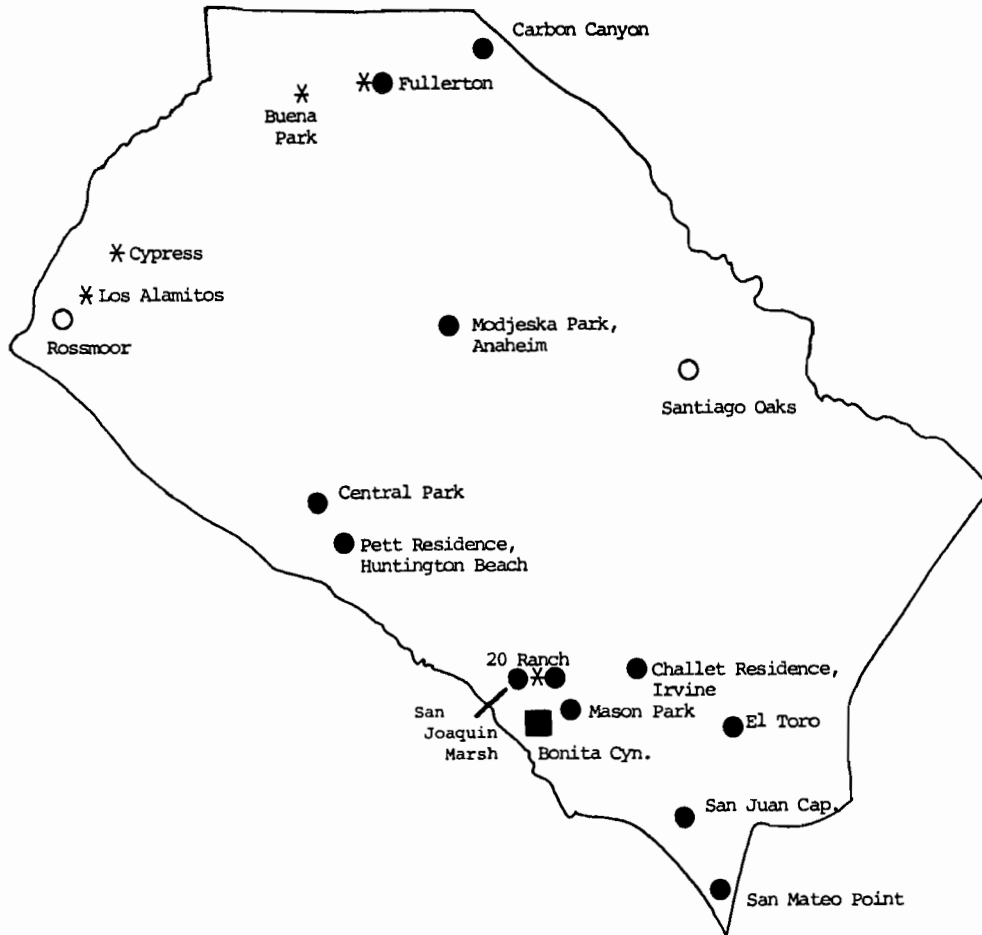 Carbon Canyon
Fullerton
Buena
Park
Cypress
Los Alamitos
Rossmoor
Modjeska Park,
Anaheim
Santiago Oaks
Central Park
Pett Residence,
Huntington Beach
20 Ranch
Challet Residence,
Irvine
San
Joaquin
Marsh
Mason Park
El Toro
Bonita Cyn.
San Juan Cap.
San Mateo Point